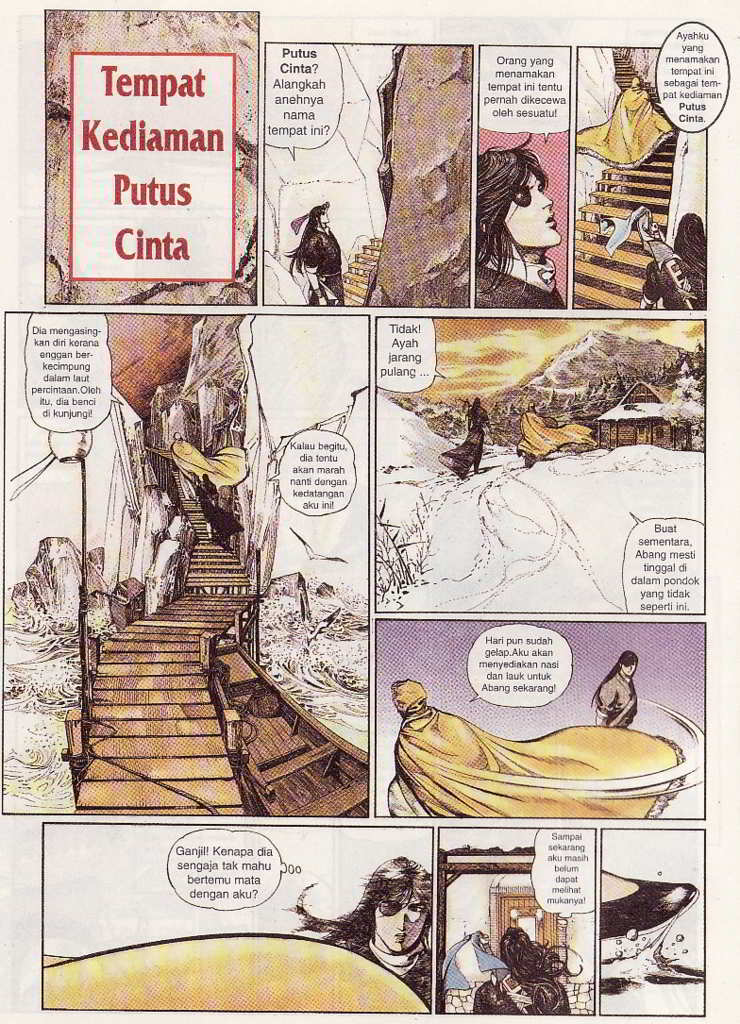 Tempat
Kediaman
Putus
Cinta
Putus
Cinta?
Alangkah
anehnya
nama
tempat ini?
Orang yang
menamakan
tempat ini tentu
pernah dikecewa
oleh sesuatu!
Ayahku
yang
menamakan
tempat ini
sebagai tem-
pat kediaman
Putus
Cinta.
Dia mengasing-
kan diri kerana
enggan ber-
kecimpung
dalam laut
percintaan.Oleh
itu, dia benci
di kunjungi!
Kalau begitu,
dia tentu
akan marah
nanti dengan
kedatangan
aku ini!
Tidak!
Ayah
jarang
pulang ...
Buat
sementara,
Abang mesti
tinggal di
dalam pondok
yang tidak
seperti ini.
Hari pun sudah
gelap.Aku akan
menyediakan nasi
dan lauk untuk
Abang sekarang!
Ganjil! Kenapa dia
sengaja tak mahu
bertemu mata
dengan aku?
Sampai
sekarang
aku masih
belum
dapat
melihat
mukanya!